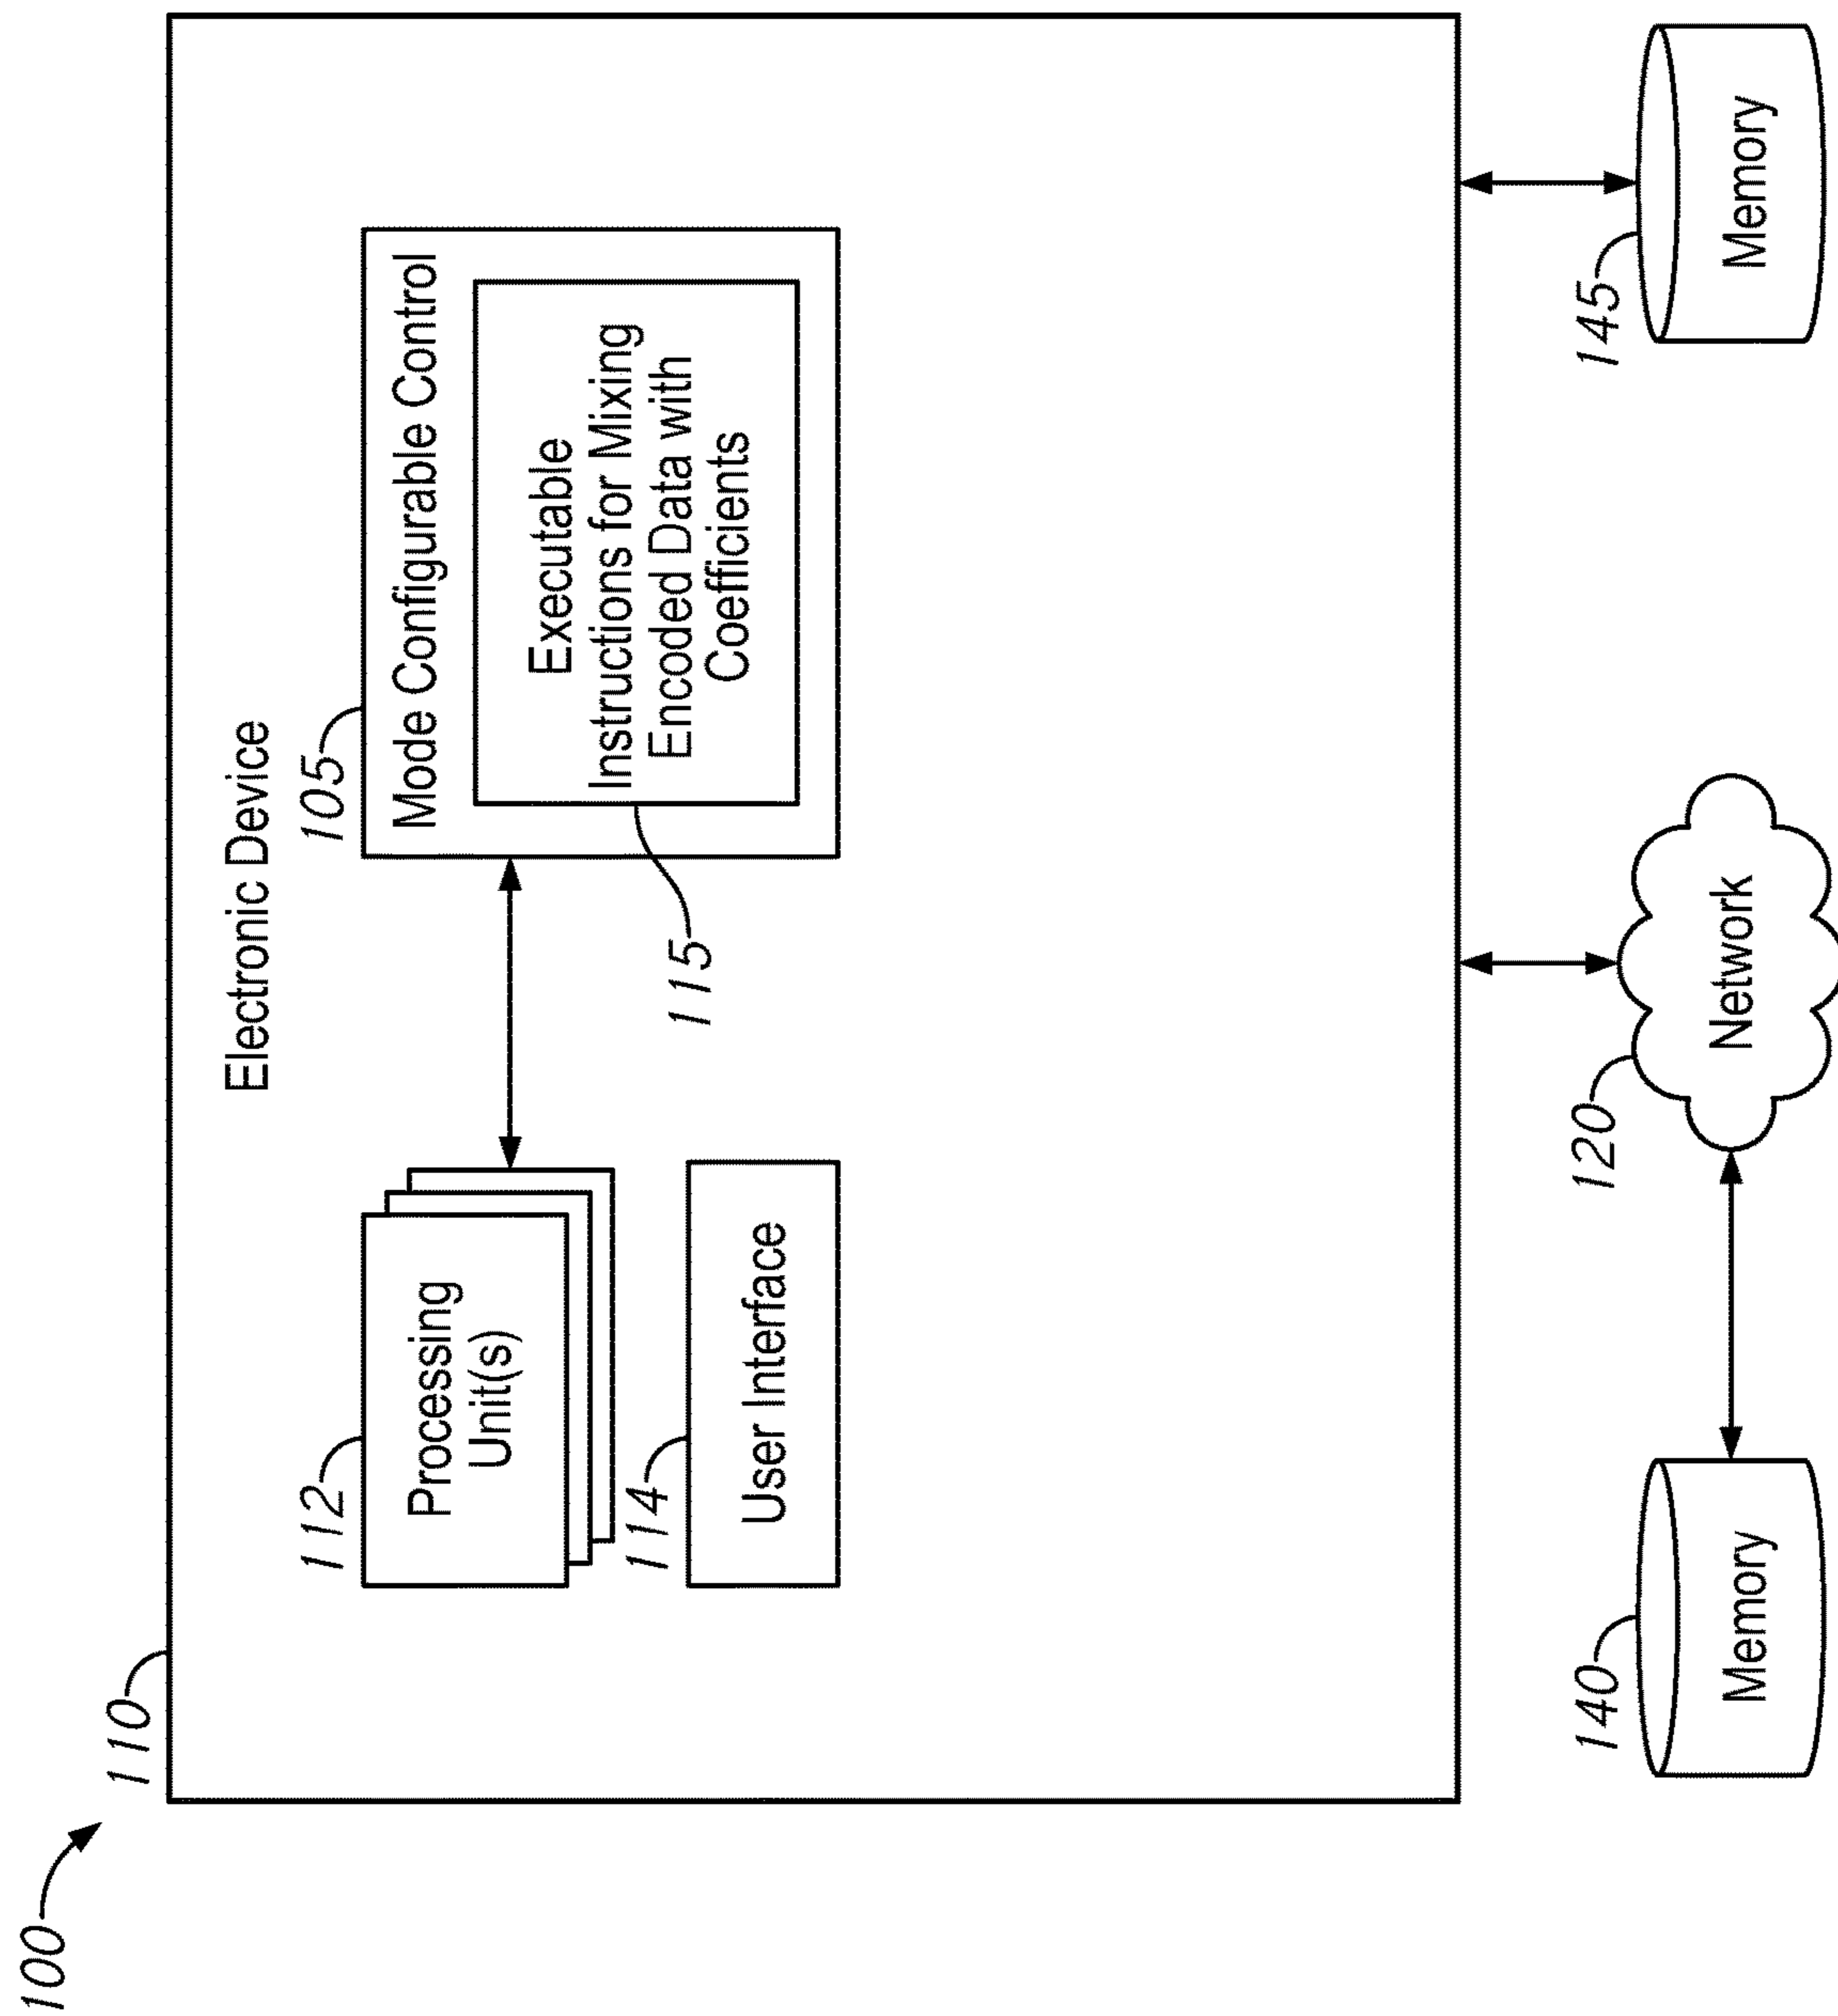 100
110
Electronic Device
112
Processing
Unit(s)
105
Mode Configurable Control
Executable
Instructions for Mixing
Encoded Data with
Coefficients
115
114
User Interface
140
Memory
120
Network
145
Memory